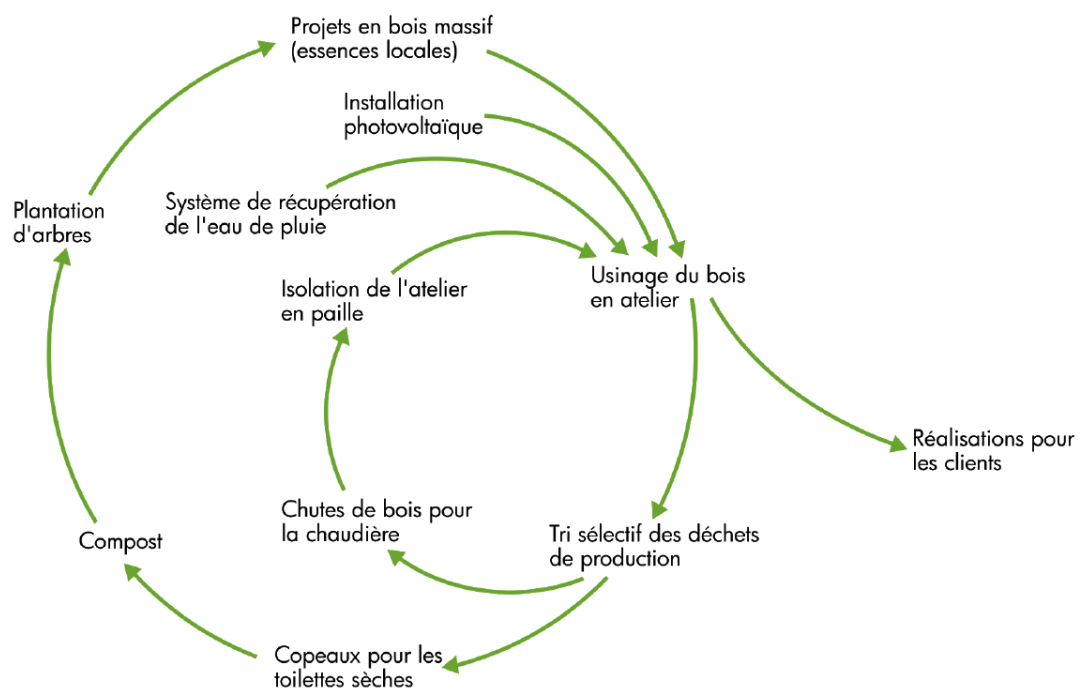 Projets en bois massif
(essences locales)
Installation
photovoltaïque
Système de récupération
de l'eau de pluie
Plantation
d'arbres
Isolation de l'atelier
en paille
Usinage du bois
en atelier
Réalisations pour
les clients
Chutes de bois pour
la chaudière
Tri sélectif des déchets
de production
Compost
Copeaux pour les
toilettes sèches